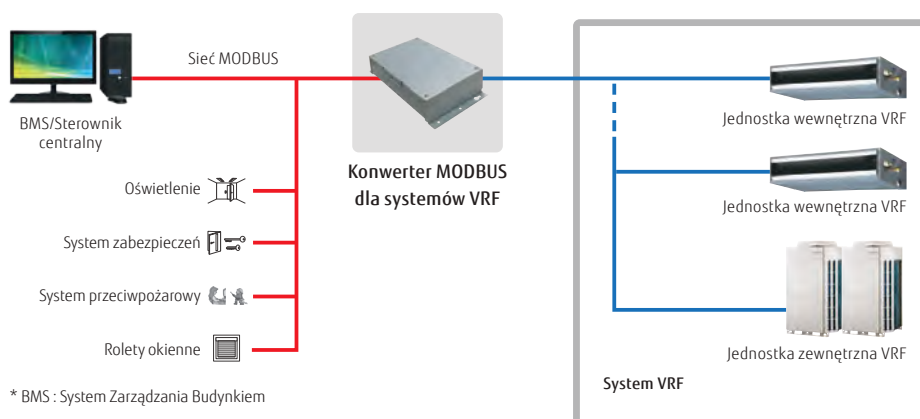 Sieć MODBUS
BMS/Sterownik
centralny
Konwerter MODBUS
dla systemów VRF
Oświetlenie
System zabezpieczeń
System przeciwpożarowy
Rolety okienne
* BMS : System Zarządzania Budynkiem
Jednostka wewnętrzna VRF
Jednostka wewnętrzna VRF
Jednostka zewnętrzna VRF
System VRF